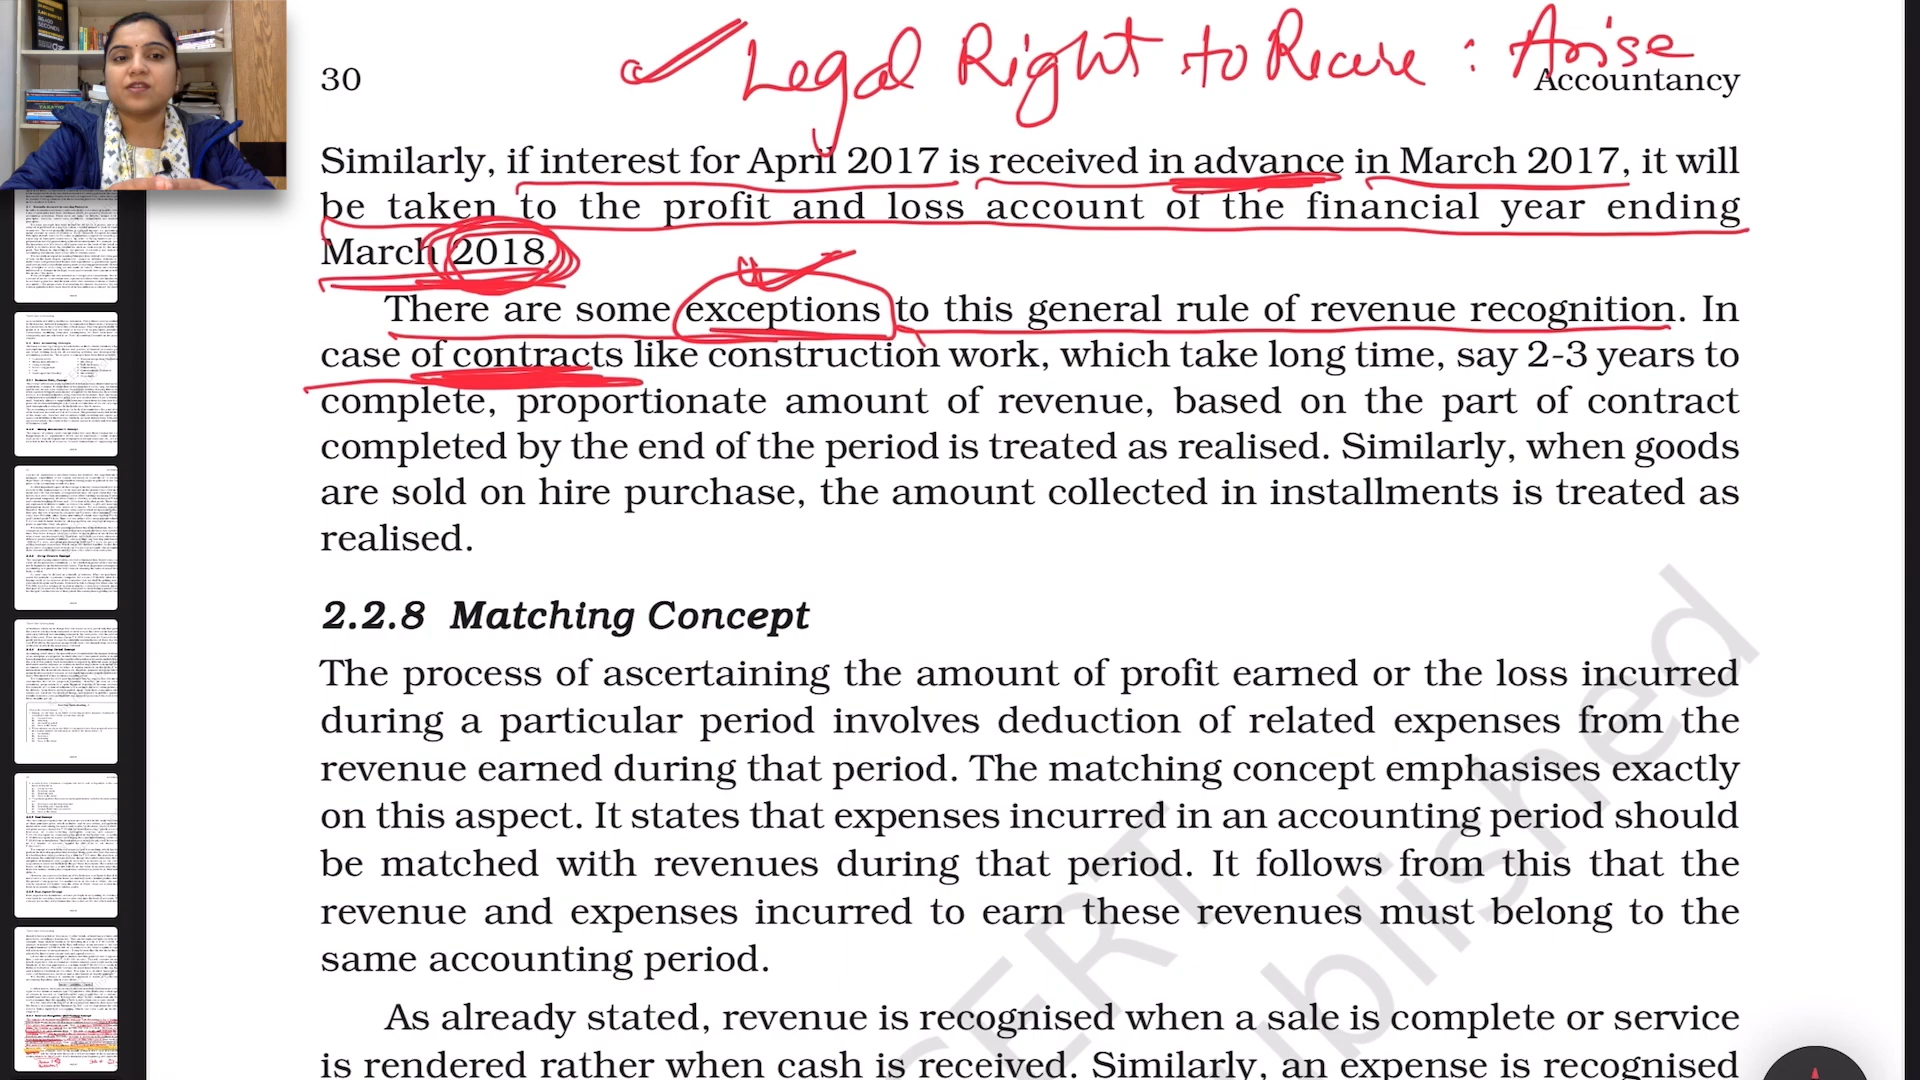 Legal Right to Receive : Arise
30
Accountancy
Similarly, if interest for April 2017 is received in advance in March 2017, it will
be taken to the profit and loss account of the financial year ending
March 2018.
There are some exceptions to this general rule of revenue recognition. In
case of contracts like construction work, which take long time, say 2-3 years to
complete, proportionate amount of revenue, based on the part of contract
completed by the end of the period is treated as realised. Similarly, when goods
are sold on hire purchase, the amount collected in installments is treated as
realised.
2.2.8 Matching Concept
The process of ascertaining the amount of profit earned or the loss incurred
during a particular period involves deduction of related expenses from the
revenue earned during that period. The matching concept emphasises exactly
on this aspect. It states that expenses incurred in an accounting period should
be matched with revenues during that period. It follows from this that the
revenue and expenses incurred to earn these revenues must belong to the
same accounting period.
As already stated, revenue is recognised when a sale is complete or service
is rendered rather when cash is received. Similarly, an expense is recognised